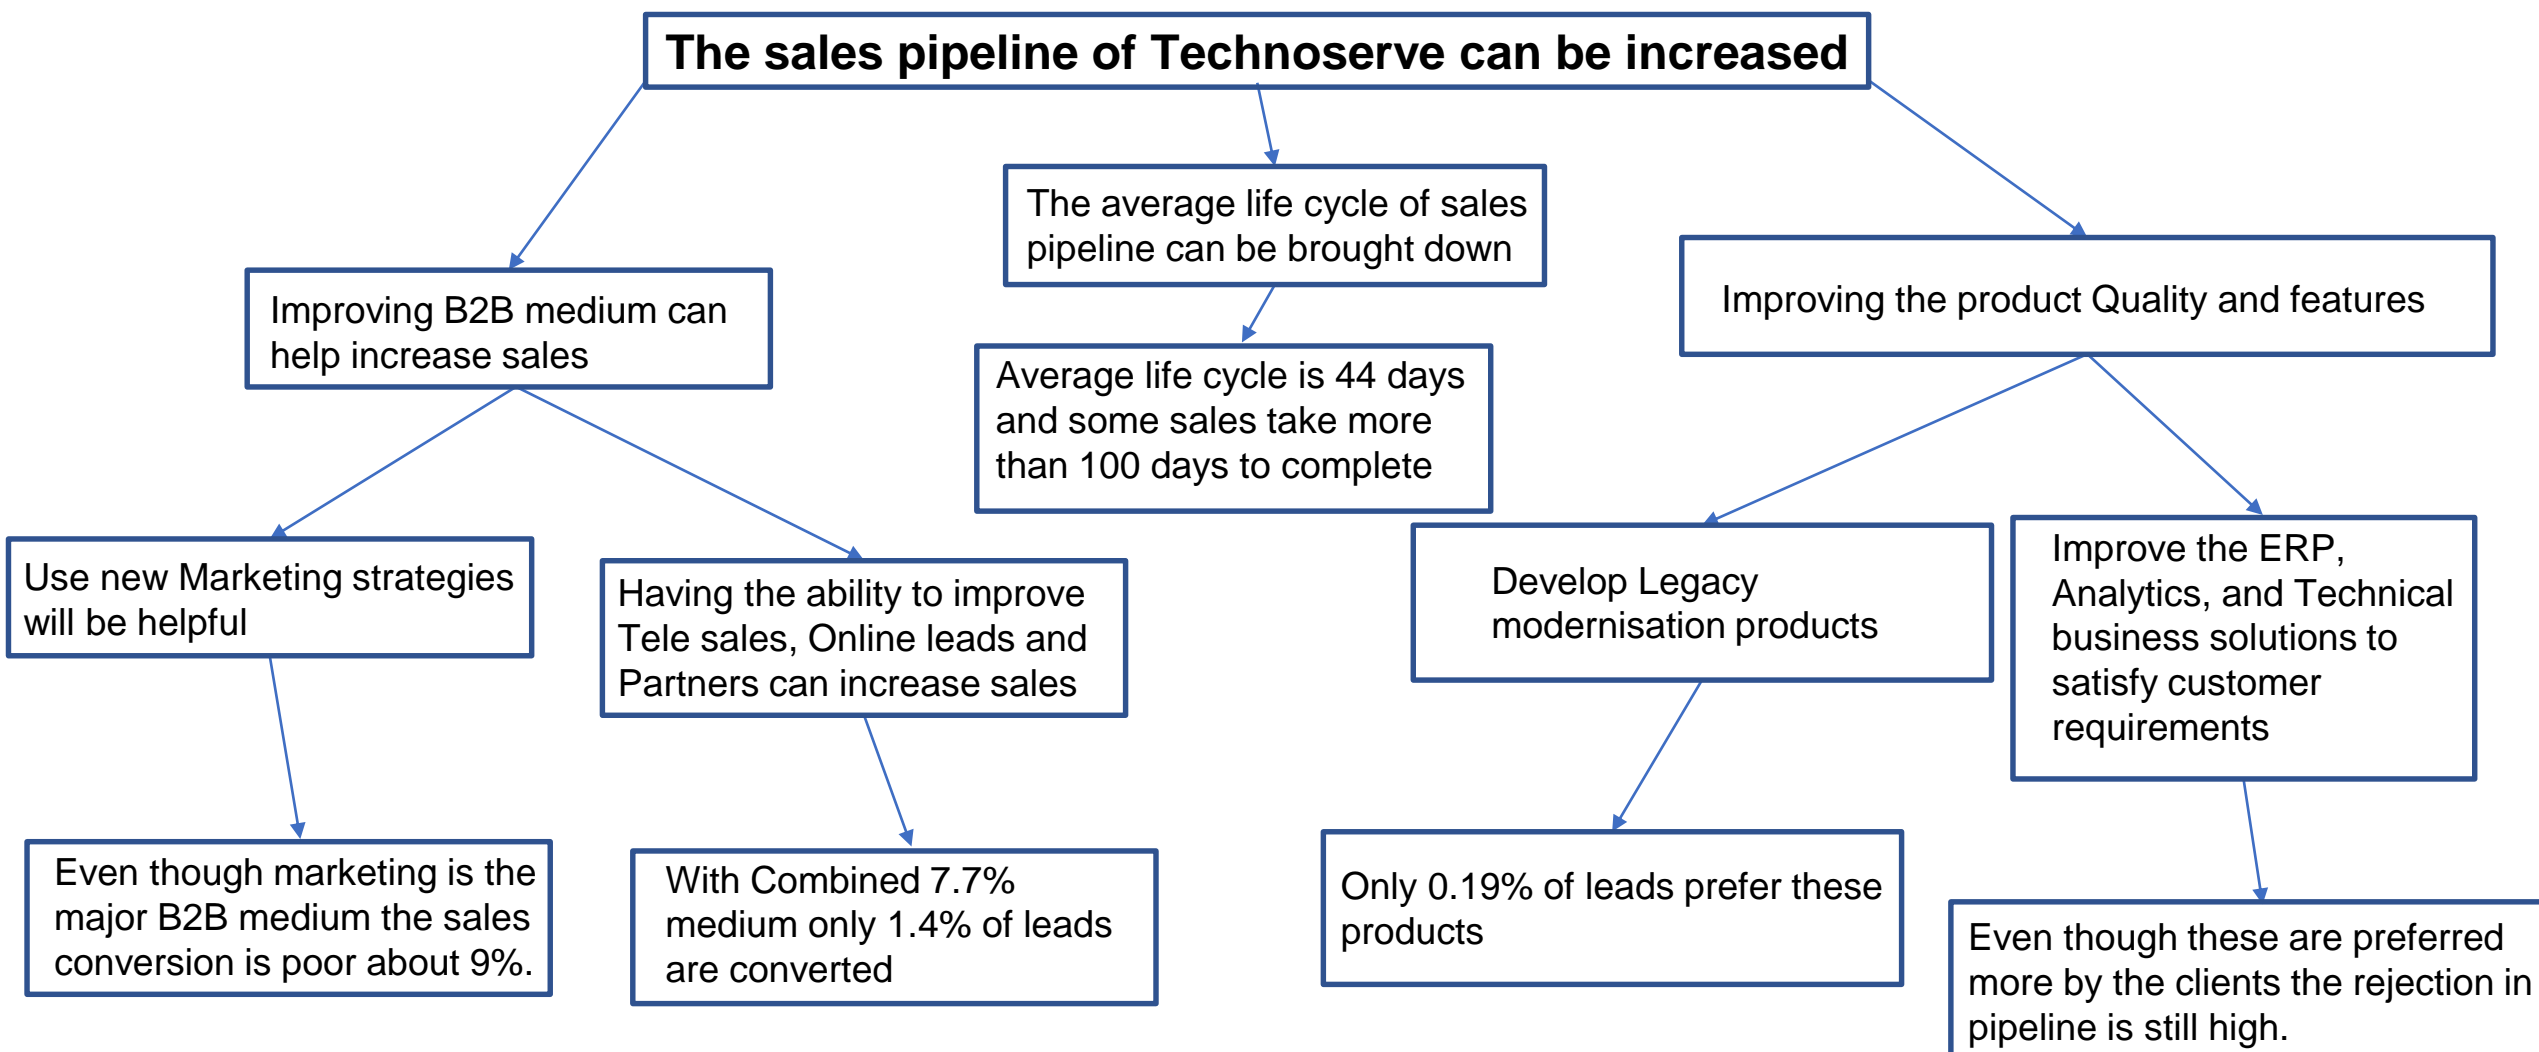 The sales pipeline of Technoserve can be increased
The average life cycle of sales
pipeline can be brought down
Improving B2B medium can
help increase sales
Improving the product Quality and features
Average life cycle is 44 days
and some sales take more
than 100 days to complete
Use new Marketing strategies
will be helpful
Having the ability to improve
Tele sales, Online leads and
Partners can increase sales
Develop Legacy
modernisation products
Improve the ERP,
Analytics, and Technical
business solutions to
satisfy customer
requirements
Even though marketing is the
major B2B medium the sales
conversion is poor about 9%.
With Combined 7.7%
medium only 1.4% of leads
are converted
Only 0.19% of leads prefer these
products
Even though these are preferred
more by the clients the rejection in
pipeline is still high.